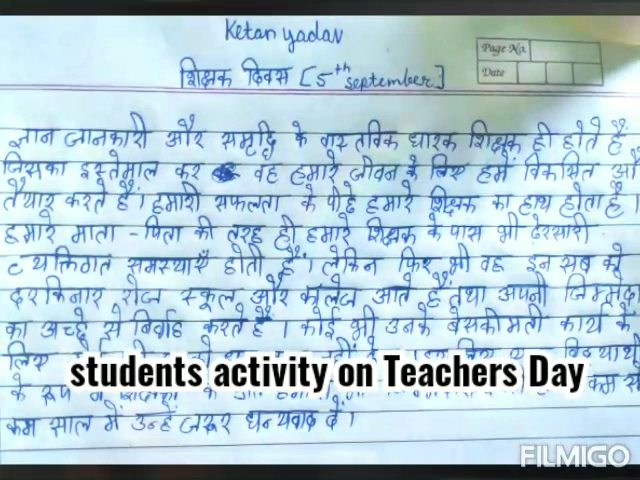 Ketan yadav
शिक्षक दिवस [5th september]
Page No.
Date
ज्ञान जानकारी और समृद्धि के वास्तविक धारक शिक्षक ही होते हैं
जिसका इस्तेमाल कर वह हमारे जीवन के लिए हमें विकसित और
तैयार करते हैं। हमारी सफलता के पीछे हमारे शिक्षक का हाथ होता है।
हमारे माता - पिता की तरह ही हमारे शिक्षक के पास भी ढेरसारी
व्यक्तिगत समस्याएँ होती हैं। लेकिन फिर भी वह इन सब को
दरकिनार रोज स्कूल और कॉलेज आते हैं तथा अपनी
का अच्छे से निर्वाह करते हैं। कोई भी उनके बेसकीमती कार्य के
लिए
students activity on Teachers Day
के रूप कम से
कम साल में उन्हें जरूर धन्यवाद दें।
FILMIGO